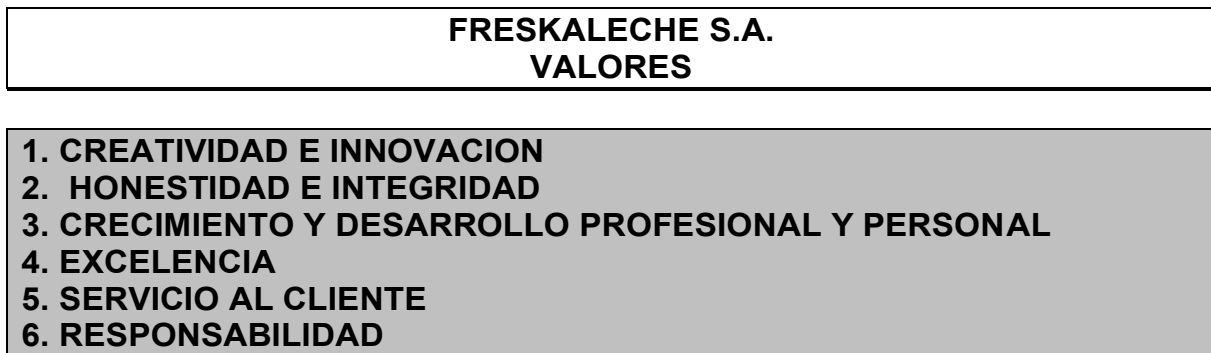 FRESKALECHE S.A.
VALORES
1. CREATIVIDAD E INNOVACION
2. HONESTIDAD E INTEGRIDAD
3. CRECIMIENTO Y DESARROLLO PROFESIONAL Y PERSONAL
4. EXCELENCIA
5. SERVICIO AL CLIENTE
6. RESPONSABILIDAD